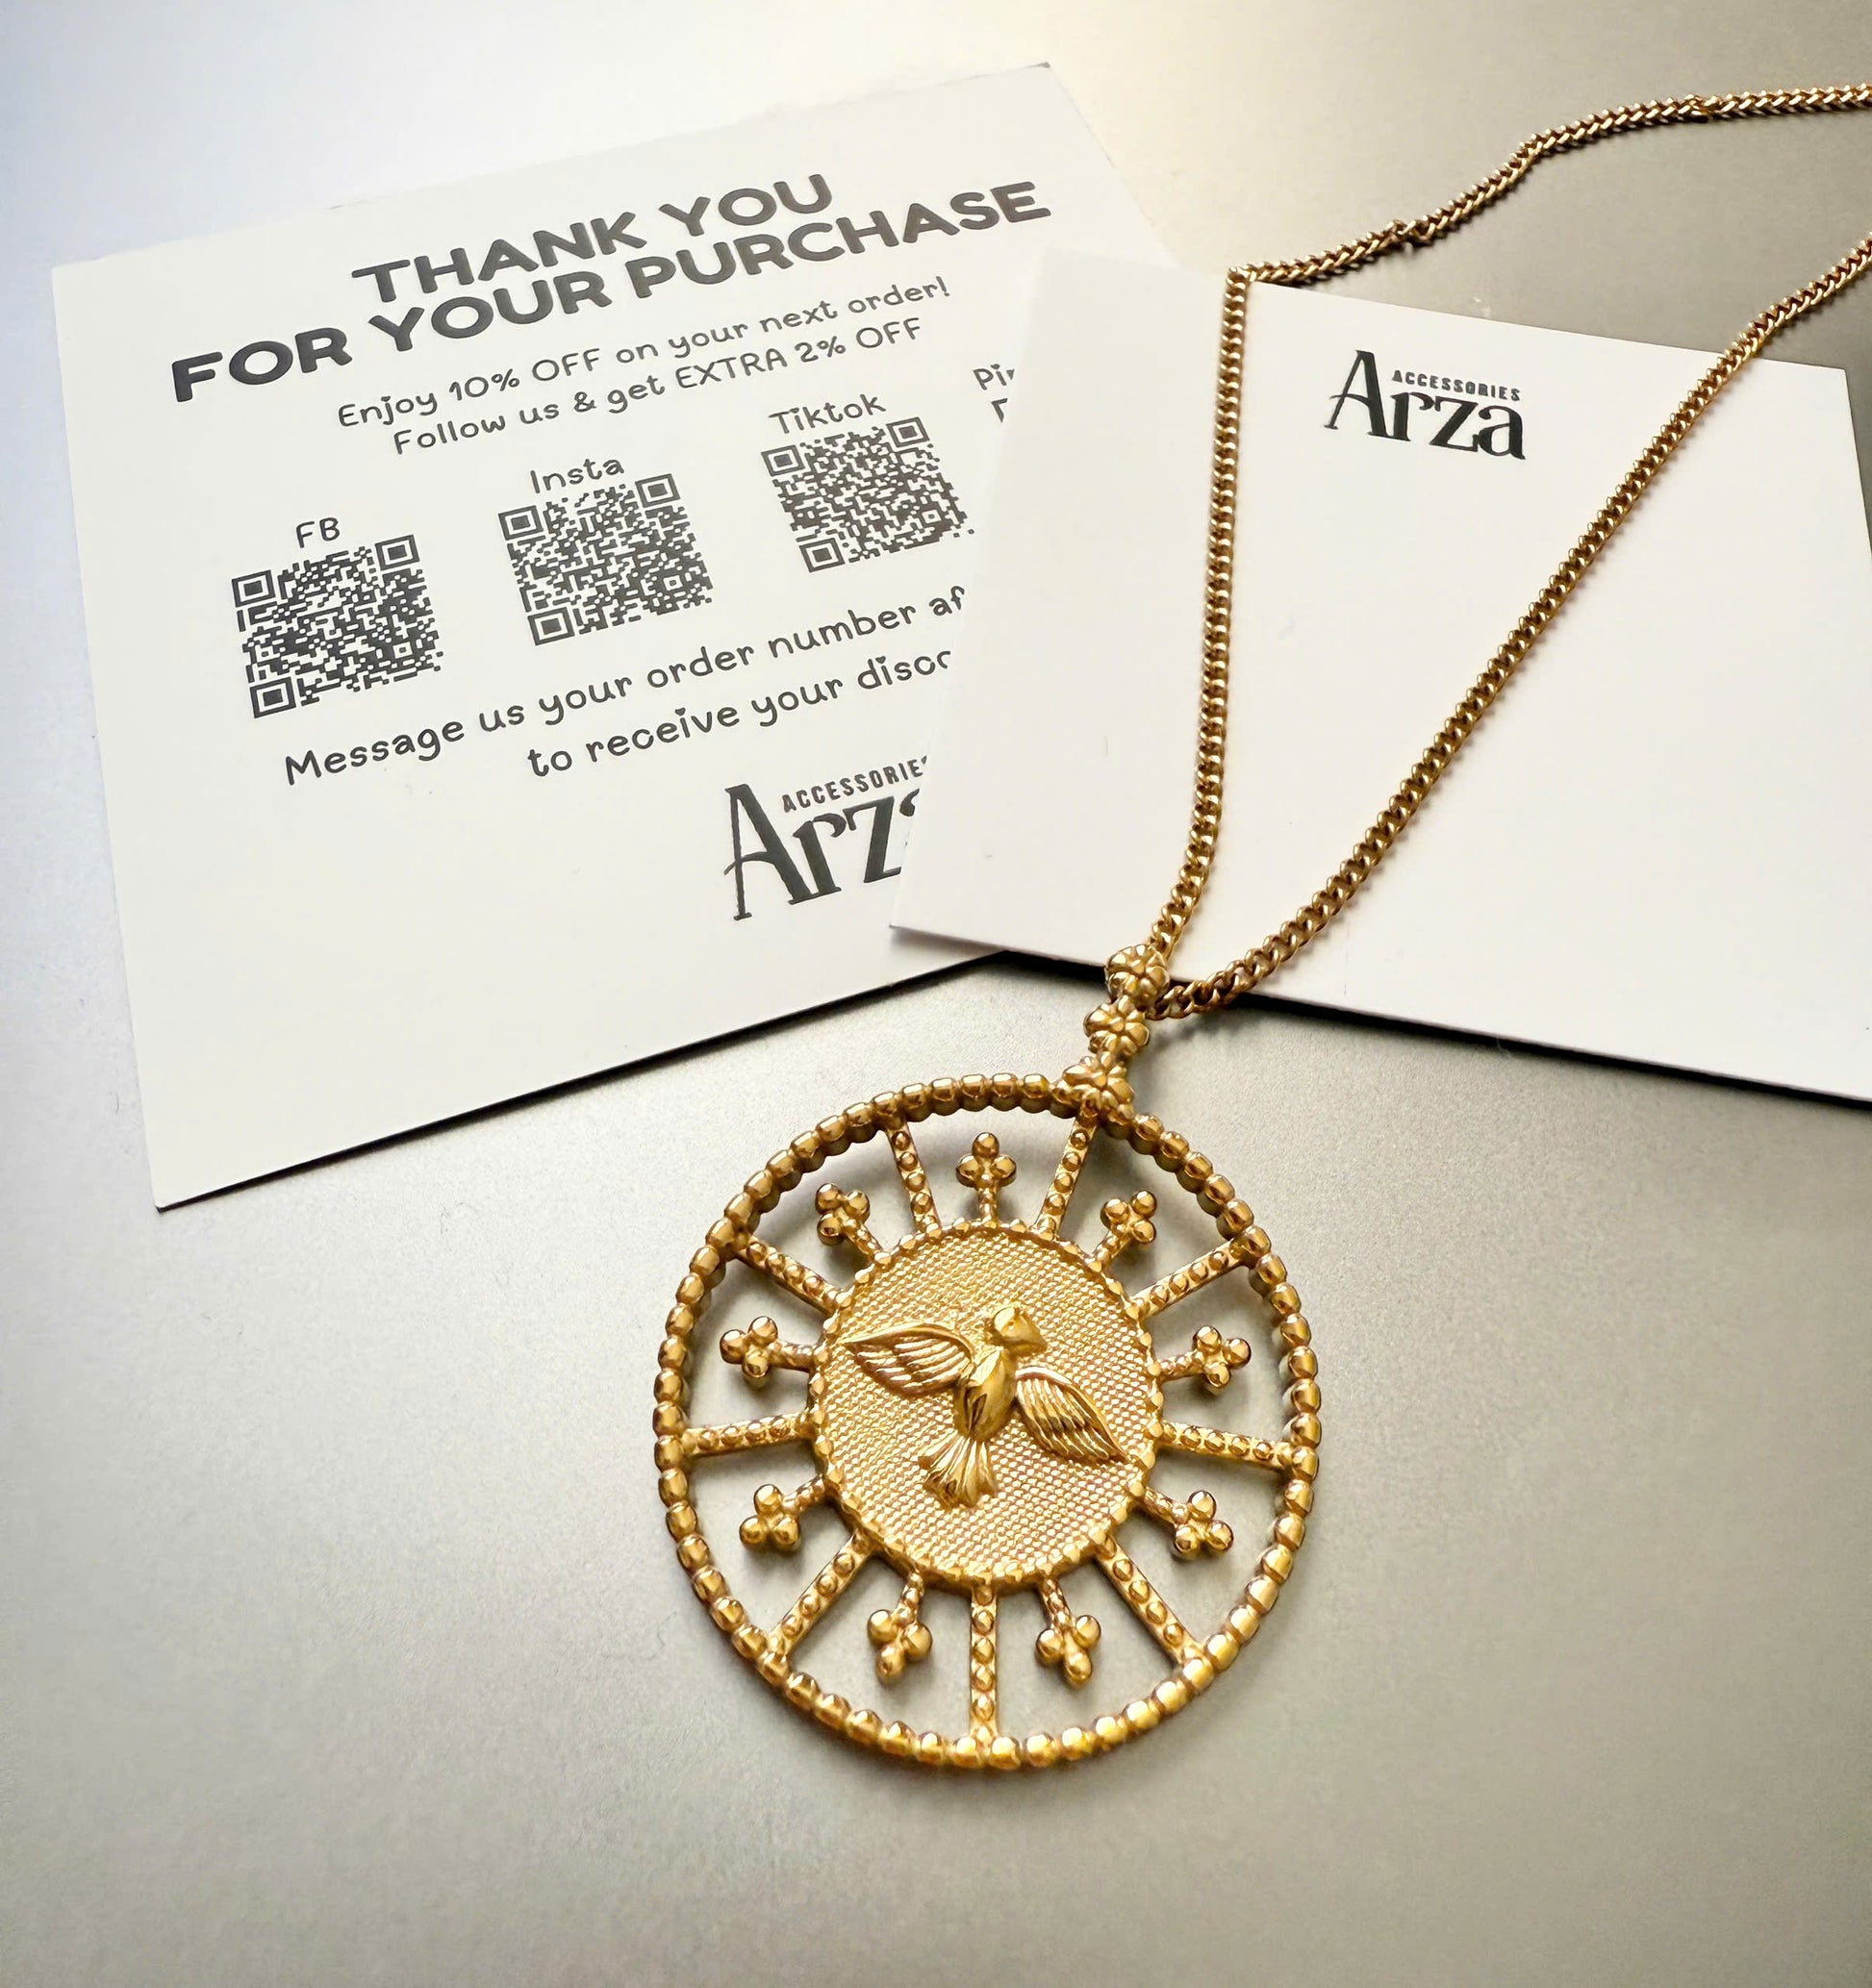 THANK YOU
FOR YOUR PURCHASE
Enjoy 10% OFF on your next order!
Follow us & get EXTRA 2% OFF
FB
Insta
Tiktok
Message us your order number
to receive your
ACCESSORIES
Arza
ACCESSORIES
Arza